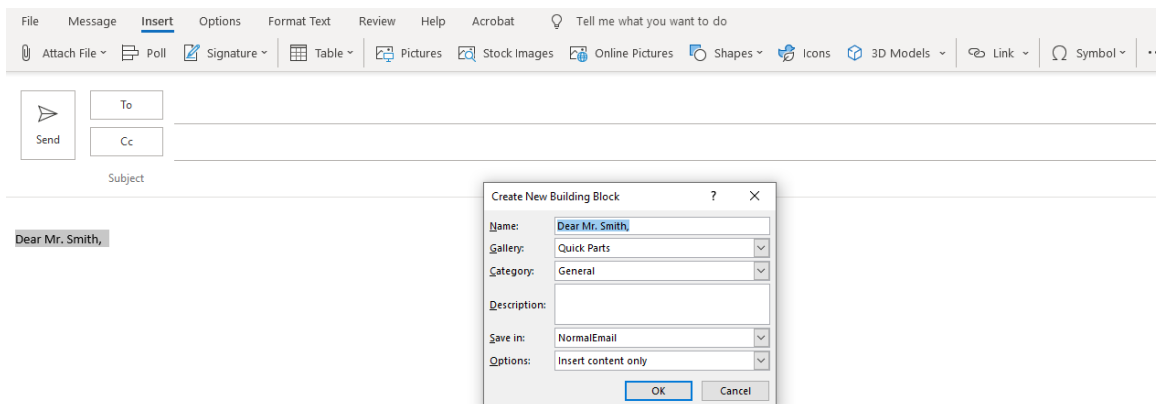 File Message Insert Options Format Text Review Help Acrobat Tell me what you want to do
Attach File Poll Signature Table Pictures Stock Images Online Pictures Shapes Icons 3D Models Link Symbol
To
Send
Cc
Subject
Create New Building Block ? X
Name: Dear Mr. Smith,
Dear Mr. Smith,
Gallery: Quick Parts
Category: General
Description:
Save in: NormalEmail
Options: Insert content only
OK Cancel